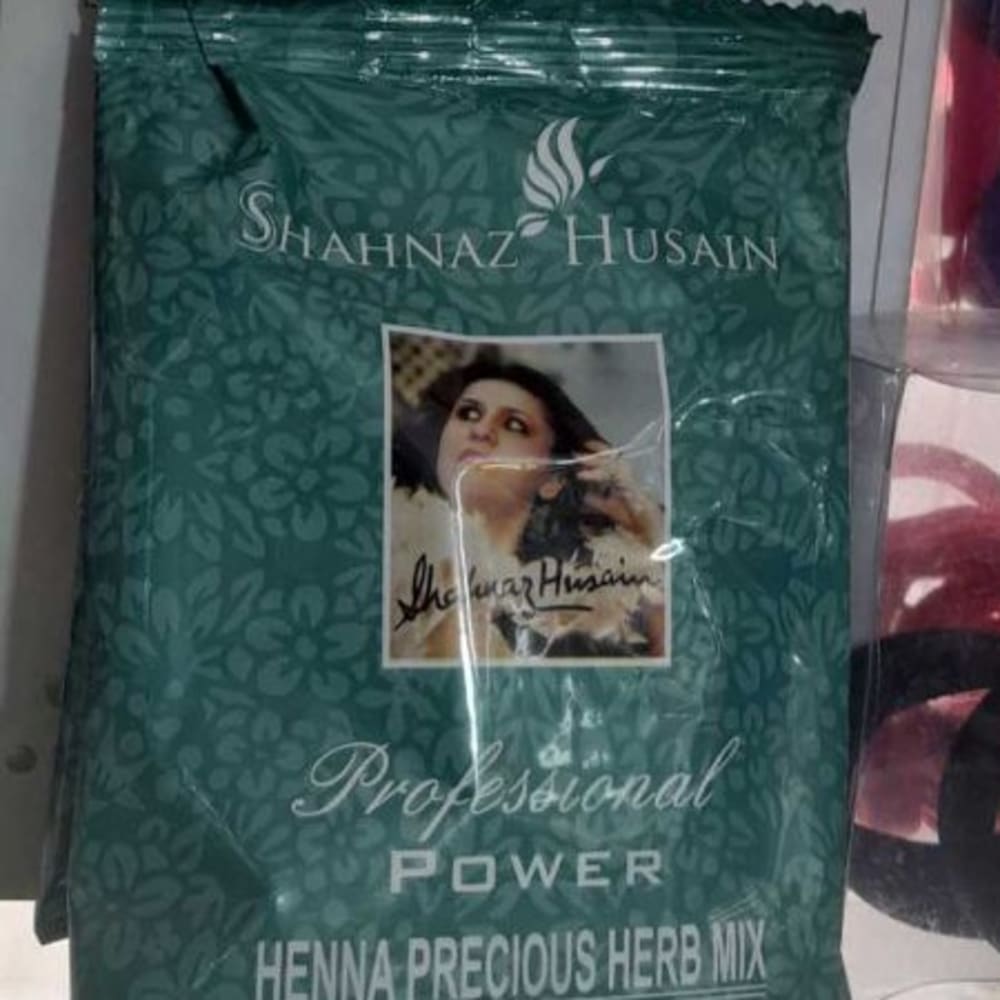 SHAHNAZ HUSAIN
Shahnaz Husain
Professional
POWER
HENNA PRECIOUS HERB MIX